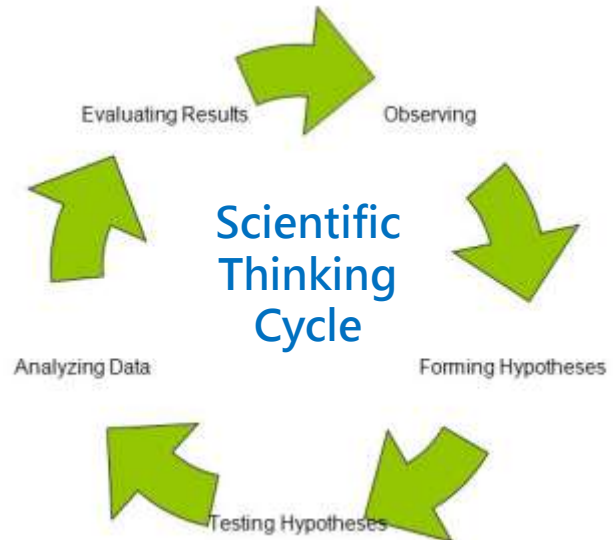 Evaluating Results
Observing
Scientific
Thinking
Cycle
Analyzing Data
Forming Hypotheses
Testing Hypotheses